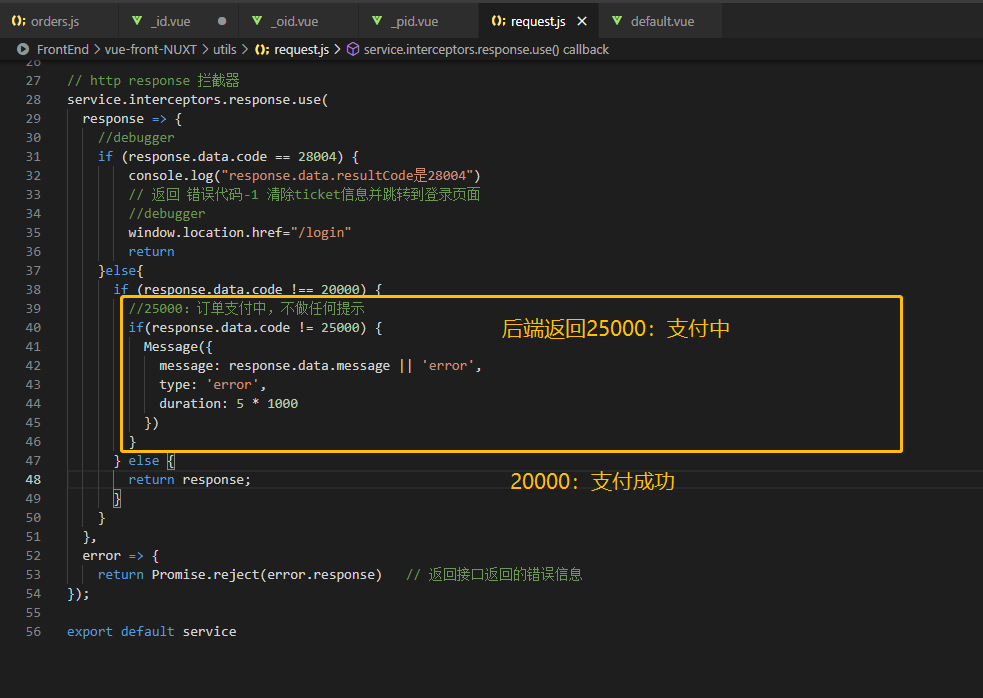 orders.js
_id.vue
_oid.vue
_pid.vue
request.js
default.vue
FrontEnd > vue-front-NUXT > utils > request.js > service.interceptors.response.use() callback
26
27 // http response 拦截器
28 service.interceptors.response.use(
29 response => {
30 //debugger
31 if (response.data.code == 28004) {
32 console.log("response.data.resultCode是28004")
33 // 返回 错误代码-1 清除ticket信息并跳转到登录页面
34 //debugger
35 window.location.href="/login"
36 return
37 }else{
38 if (response.data.code !== 20000) {
39 //25000：订单支付中，不做任何提示
40 if(response.data.code != 25000) {
后端返回25000：支付中
41 Message({
42 message: response.data.message || 'error',
43 type: 'error',
44 duration: 5 * 1000
45 })
46 }
47 } else {
48 return response;
20000：支付成功
49 }
50 }
51 },
52 error => {
53 return Promise.reject(error.response) // 返回接口返回的错误信息
54 });
55
56 export default service